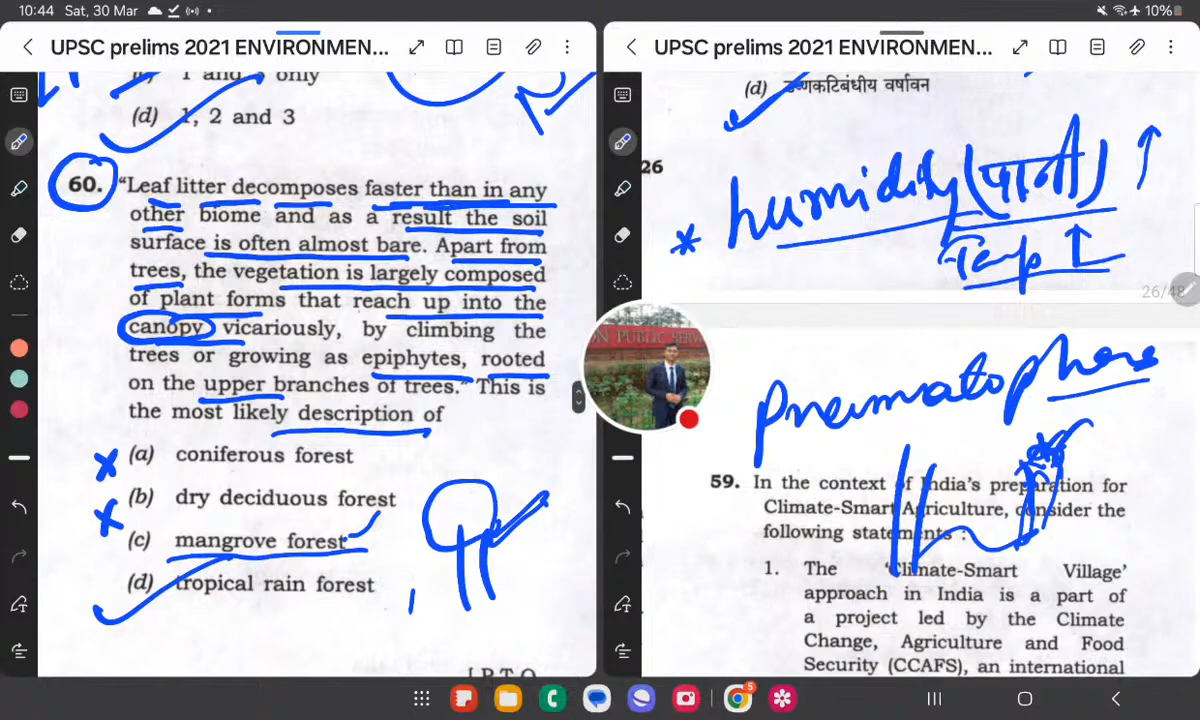 10:44 Sat, 30 Mar
10%
UPSC prelims 2021 ENVIRONMEN...
(d) 1, 2 and 3
60. "Leaf litter decomposes faster than in any
other biome and as a result the soil
surface is often almost bare. Apart from
trees, the vegetation is largely composed
of plant forms that reach up into the
canopy vicariously, by climbing the
trees or growing as epiphytes, rooted
on the upper branches of trees." This is
the most likely description of
(a) coniferous forest
(b) dry deciduous forest
(c) mangrove forest
(d) tropical rain forest
UPSC prelims 2021 ENVIRONMEN...
(d) उष्णकटिबंधीय वर्षावन
26
* humidity (पानी) ↑
Temp ↑
26/48
ON PUBLIC SERV
pneumatophore
59. In the context of India's preparation for
Climate-Smart Agriculture, consider the
following statements :
1. The 'Climate-Smart Village'
approach in India is a part of
a project led by the Climate
Change, Agriculture and Food
Security (CCAFS), an international
5